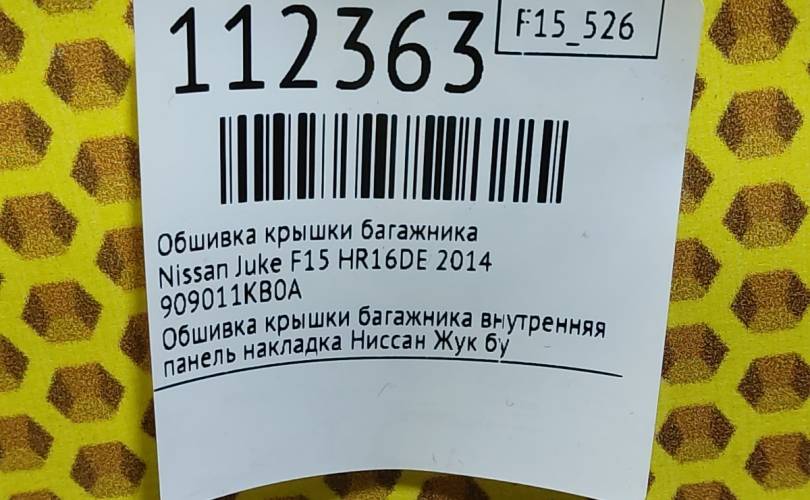 112363
F15_526
Обшивка крышки багажника
Nissan Juke F15 HR16DE 2014
909011KB0A
Обшивка крышки багажника внутренняя
панель накладка Ниссан Жук бу